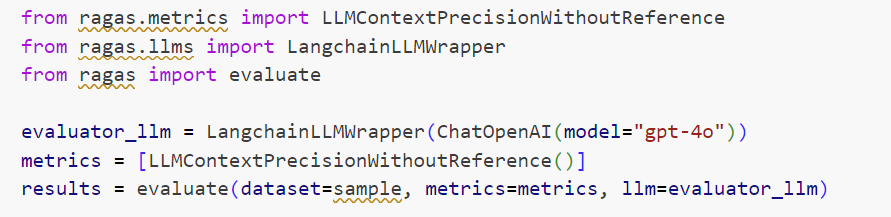 from ragas.metrics import LLMContextPrecisionWithoutReference
from ragas.llms import LangchainLLMWrapper
from ragas import evaluate
evaluator_llm = LangchainLLMWrapper(ChatOpenAI(model="gpt-4o"))
metrics = [LLMContextPrecisionWithoutReference()]
results = evaluate(dataset=sample, metrics=metrics, llm=evaluator_llm)